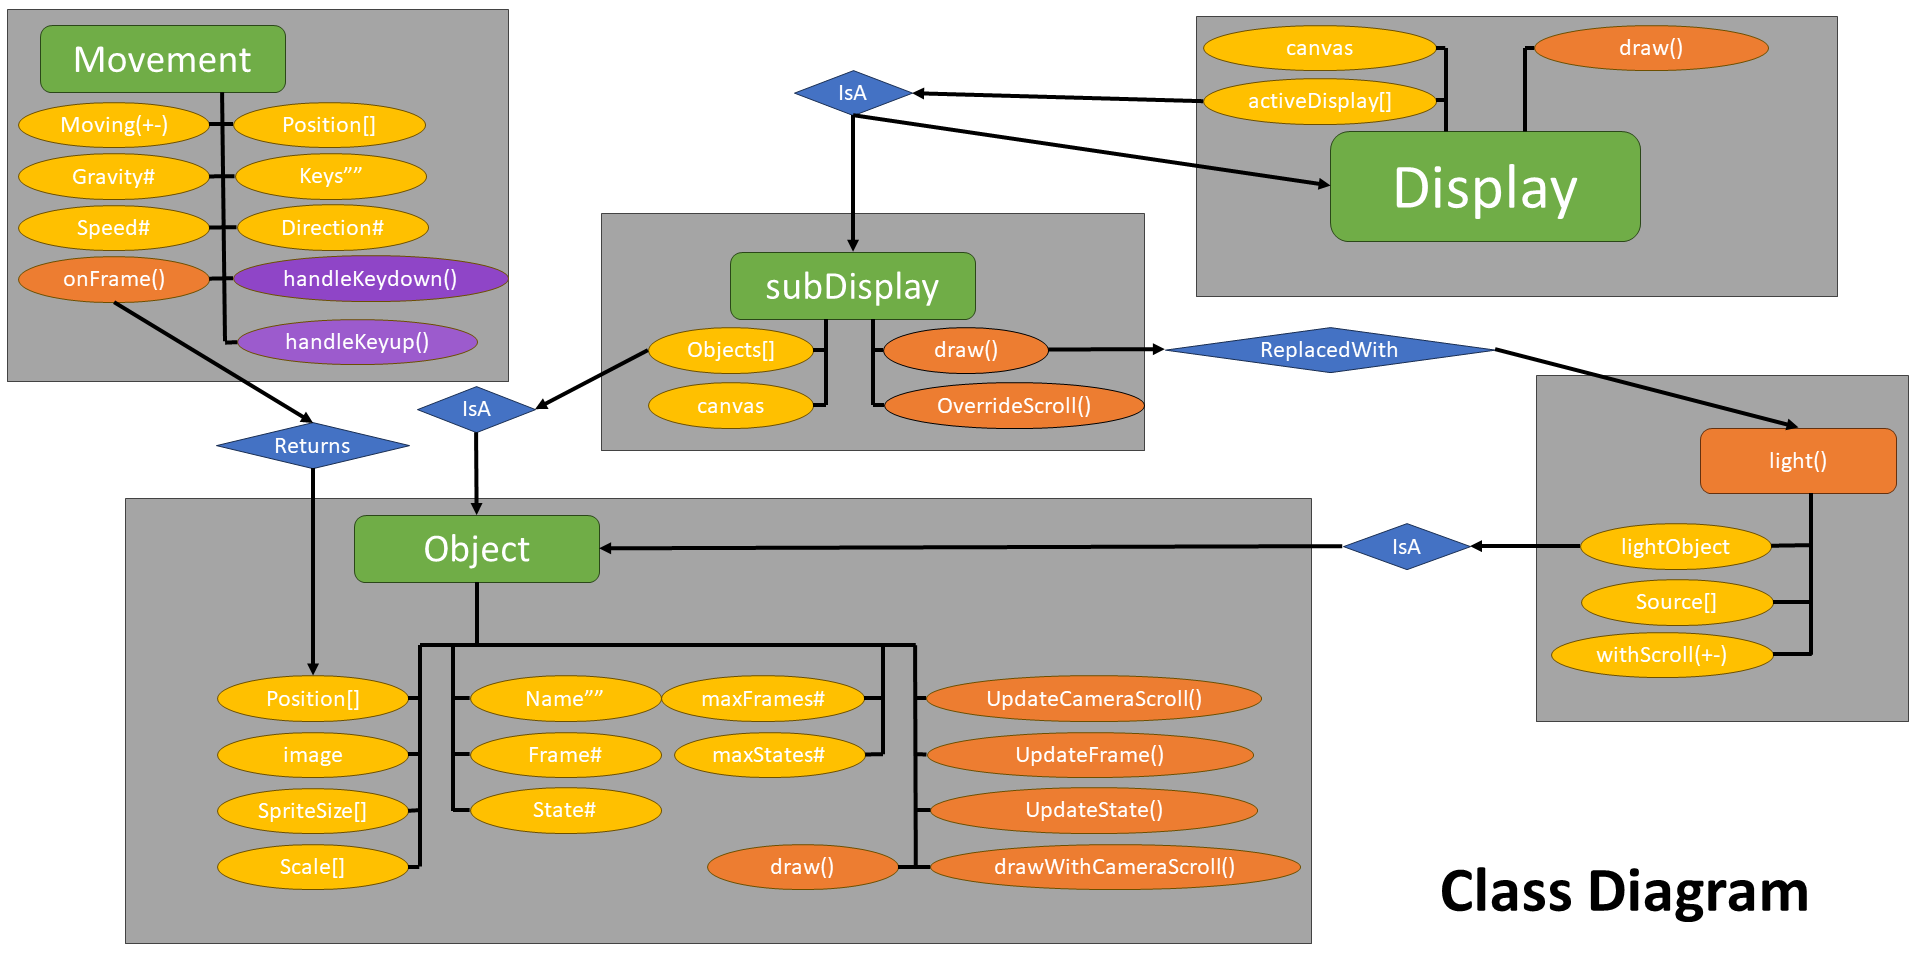 Movement
Moving(+-)
Position[]
Gravity#
Keys””
Speed#
Direction#
onFrame()
handleKeydown()
handleKeyup()
Returns
IsA
canvas
draw()
activeDisplay[]
Display
subDisplay
Objects[]
draw()
canvas
OverrideScroll()
ReplacedWith
IsA
light()
lightObject
Source[]
withScroll(+-)
IsA
Object
Position[]
Name””
maxFrames#
UpdateCameraScroll()
image
Frame#
maxStates#
UpdateFrame()
SpriteSize[]
State#
UpdateState()
Scale[]
draw()
drawWithCameraScroll()
Class Diagram